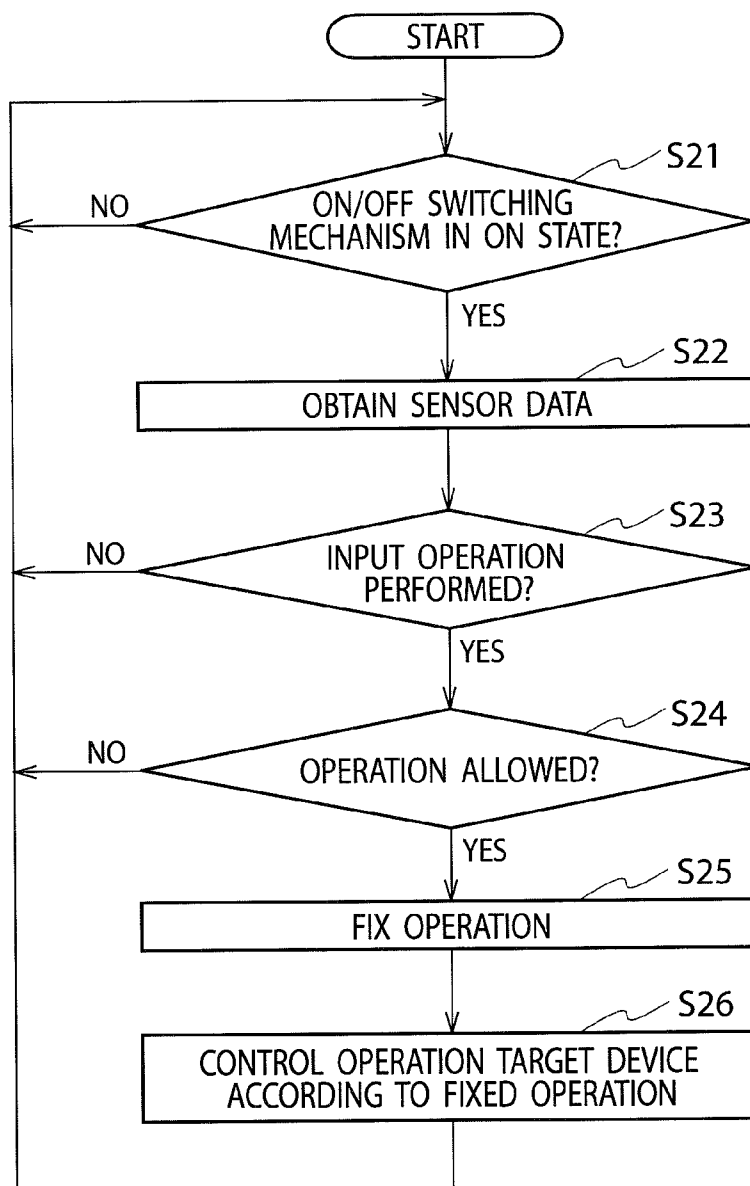 START
S21
ON/OFF SWITCHING
MECHANISM IN ON STATE?
NO
YES
S22
OBTAIN SENSOR DATA
S23
INPUT OPERATION
PERFORMED?
NO
YES
S24
OPERATION ALLOWED?
NO
YES
S25
FIX OPERATION
S26
CONTROL OPERATION TARGET DEVICE
ACCORDING TO FIXED OPERATION